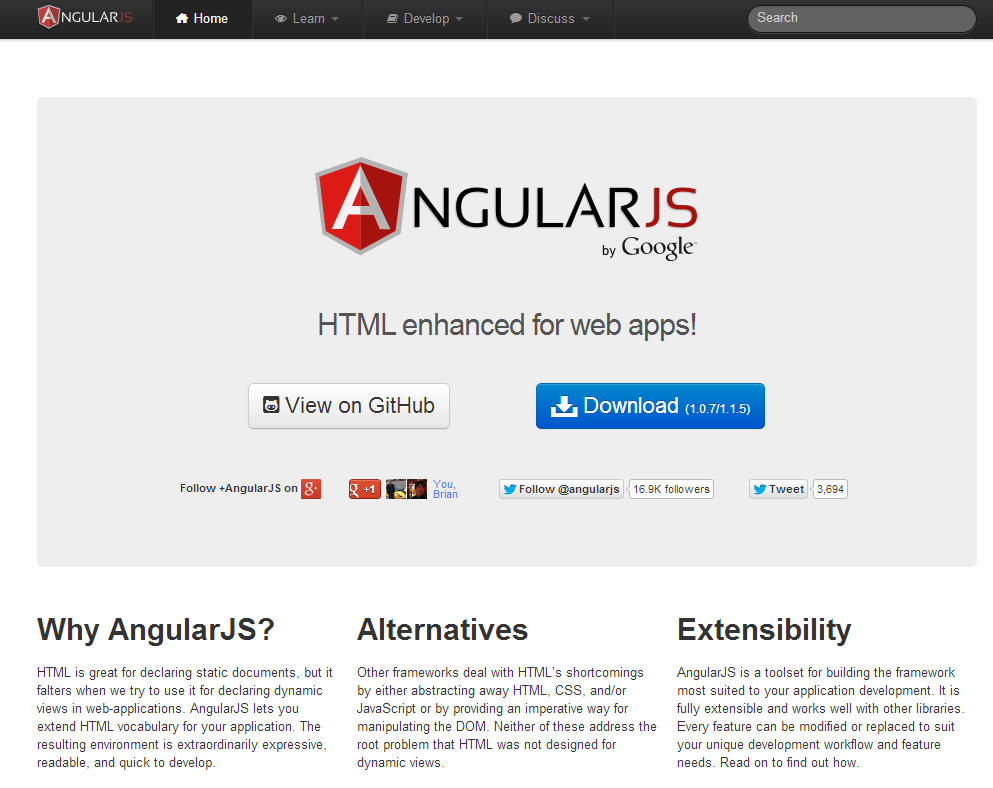 ANGULARJS Home Learn Develop Discuss Search
ANGULARJS
by Google™
HTML enhanced for web apps!
View on GitHub Download (1.0.7/1.1.5)
Follow +AngularJS on g+ g +1 You, Brian Follow @angularjs 16.9K followers Tweet 3,694
Why AngularJS?
HTML is great for declaring static documents, but it
falters when we try to use it for declaring dynamic
views in web-applications. AngularJS lets you
extend HTML vocabulary for your application. The
resulting environment is extraordinarily expressive,
readable, and quick to develop.
Alternatives
Other frameworks deal with HTML's shortcomings
by either abstracting away HTML, CSS, and/or
JavaScript or by providing an imperative way for
manipulating the DOM. Neither of these address the
root problem that HTML was not designed for
dynamic views.
Extensibility
AngularJS is a toolset for building the framework
most suited to your application development. It is
fully extensible and works well with other libraries.
Every feature can be modified or replaced to suit
your unique development workflow and feature
needs. Read on to find out how.